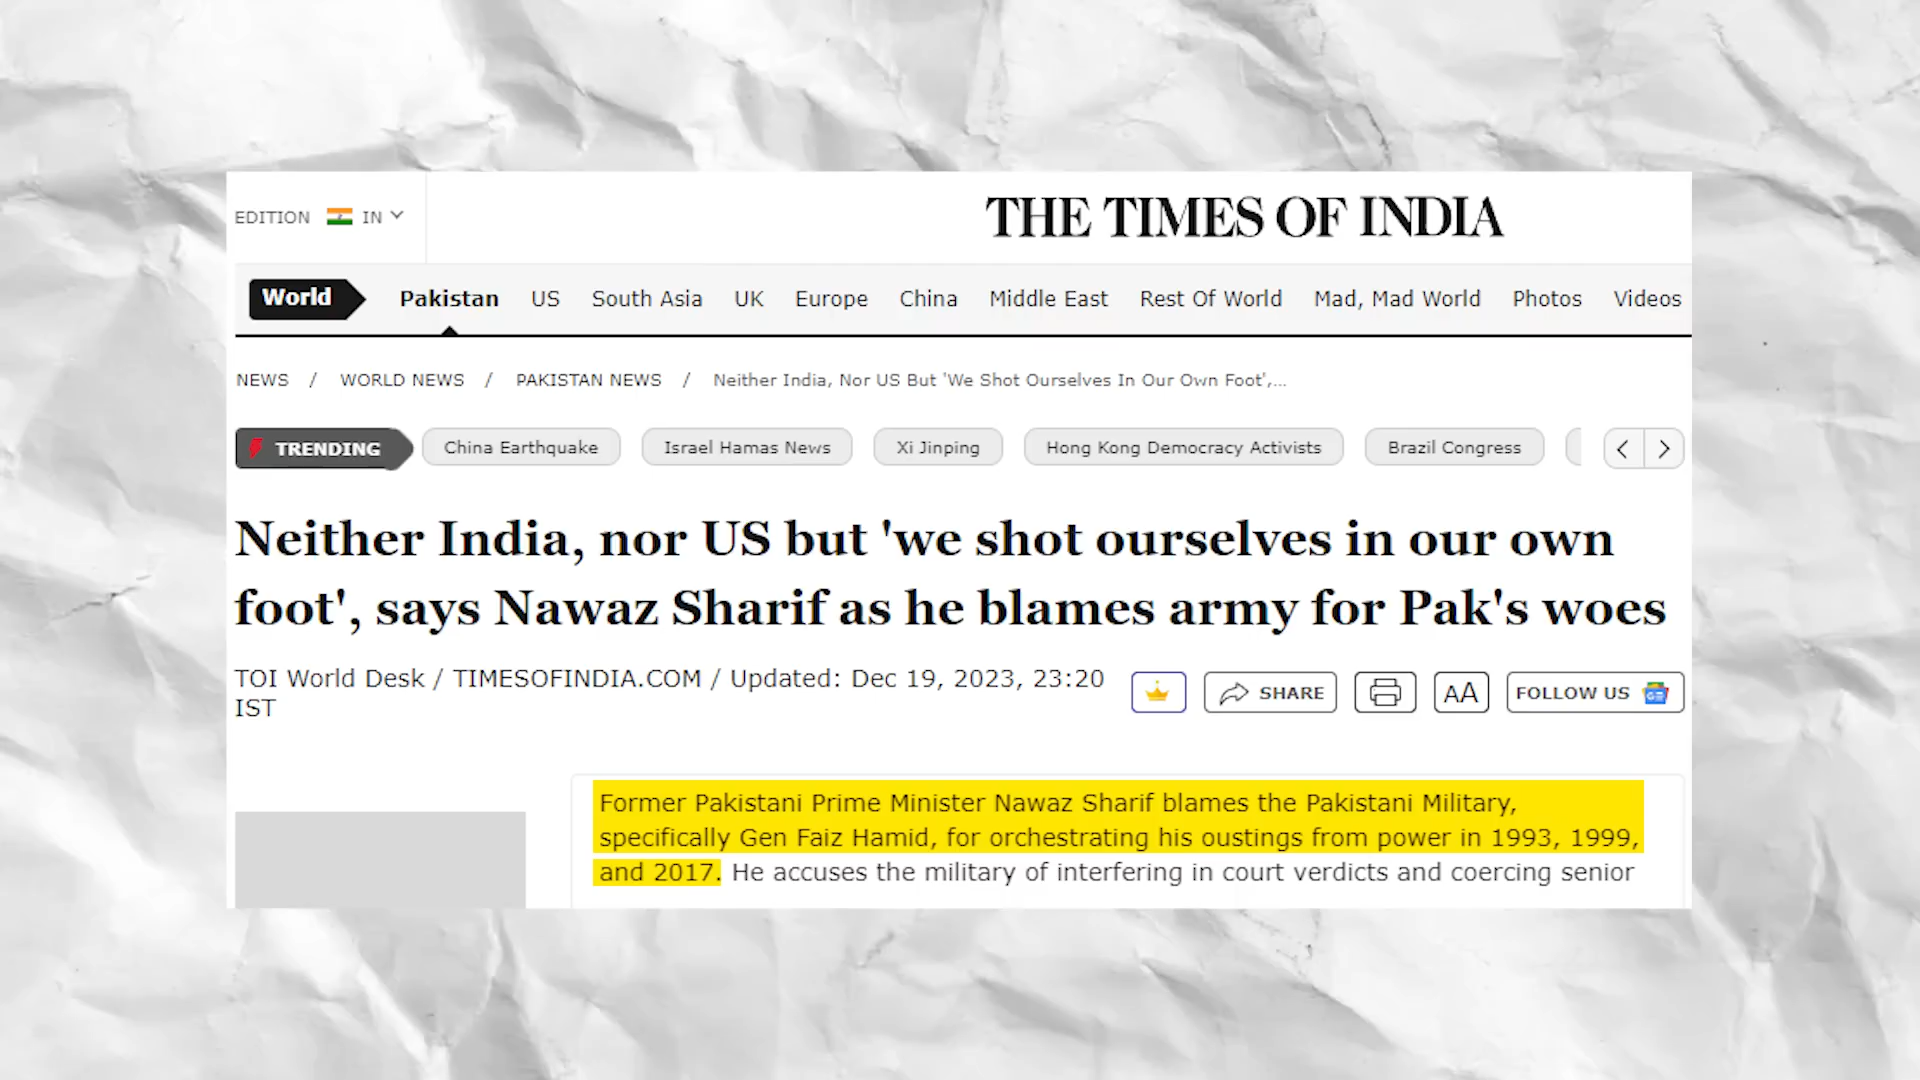 EDITION IN
THE TIMES OF INDIA
World Pakistan US South Asia UK Europe China Middle East Rest Of World Mad, Mad World Photos Videos
NEWS / WORLD NEWS / PAKISTAN NEWS / Neither India, Nor US But 'We Shot Ourselves In Our Own Foot',...
TRENDING China Earthquake Israel Hamas News Xi Jinping Hong Kong Democracy Activists Brazil Congress
Neither India, nor US but 'we shot ourselves in our own
foot', says Nawaz Sharif as he blames army for Pak's woes
TOI World Desk / TIMESOFINDIA.COM / Updated: Dec 19, 2023, 23:20
IST
SHARE AA FOLLOW US
Former Pakistani Prime Minister Nawaz Sharif blames the Pakistani Military,
specifically Gen Faiz Hamid, for orchestrating his oustings from power in 1993, 1999,
and 2017. He accuses the military of interfering in court verdicts and coercing senior